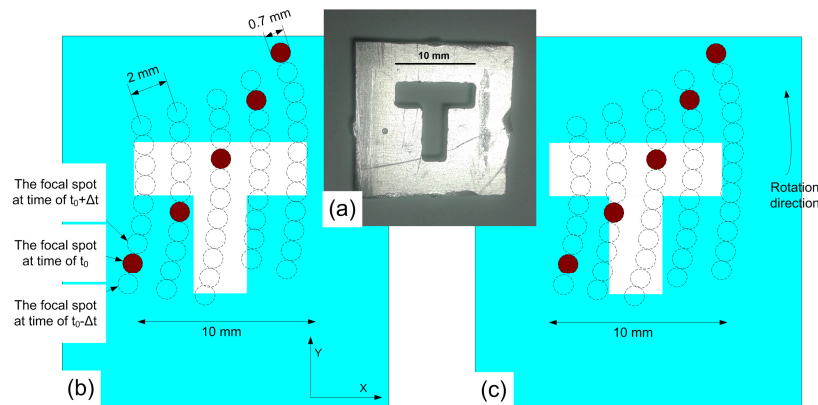 0.7 mm
2 mm
10 mm
(a)
The focal spot
at time of t₀+Δt
The focal spot
at time of t₀
The focal spot
at time of t₀-Δt
10 mm
Y
X
(b)
Rotation
direction
10 mm
(c)